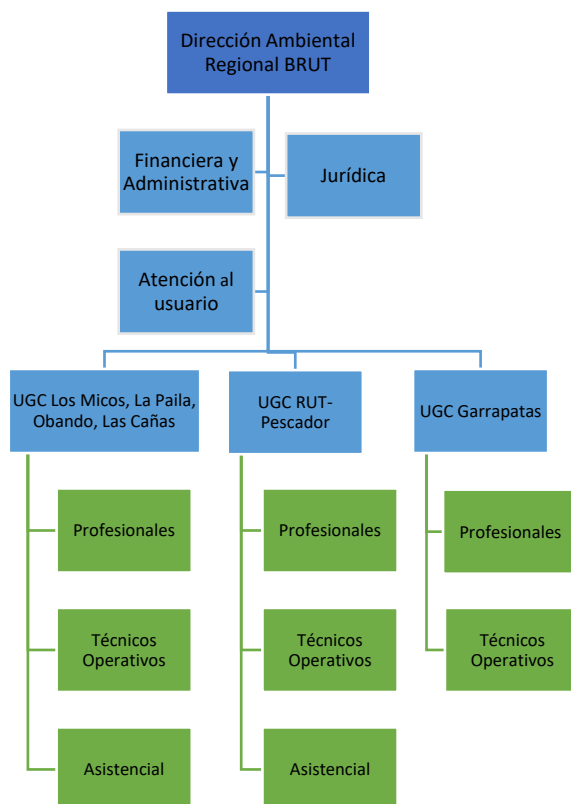 Dirección Ambiental
Regional BRUT
Financiera y
Administrativa
Jurídica
Atención al
usuario
UGC Los Micos, La Paila,
Obando, Las Cañas
UGC RUT-
Pescador
UGC Garrapatas
Profesionales
Profesionales
Profesionales
Técnicos
Operativos
Técnicos
Operativos
Técnicos
Operativos
Asistencial
Asistencial